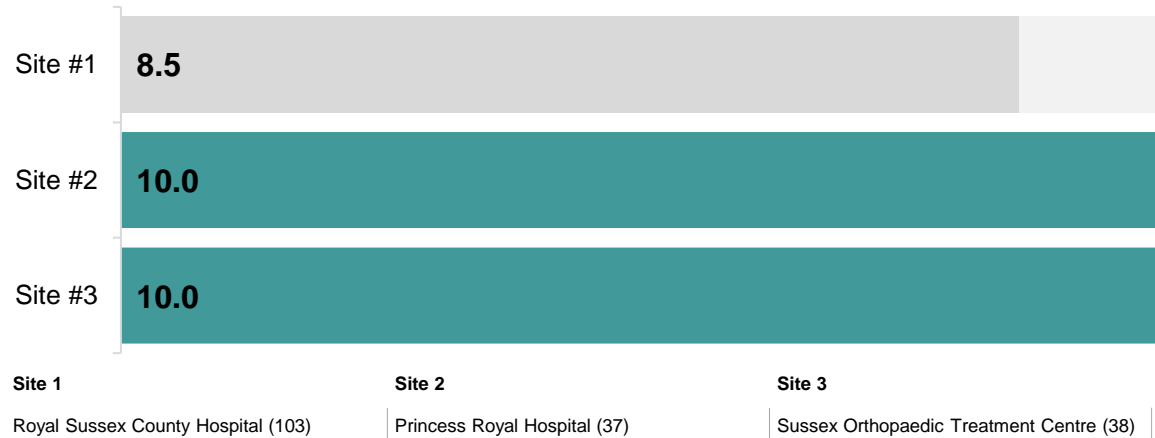 Site #1 8.5
Site #2 10.0
Site #3 10.0
Site 1 Site 2 Site 3
Royal Sussex County Hospital (103) Princess Royal Hospital (37) Sussex Orthopaedic Treatment Centre (38)